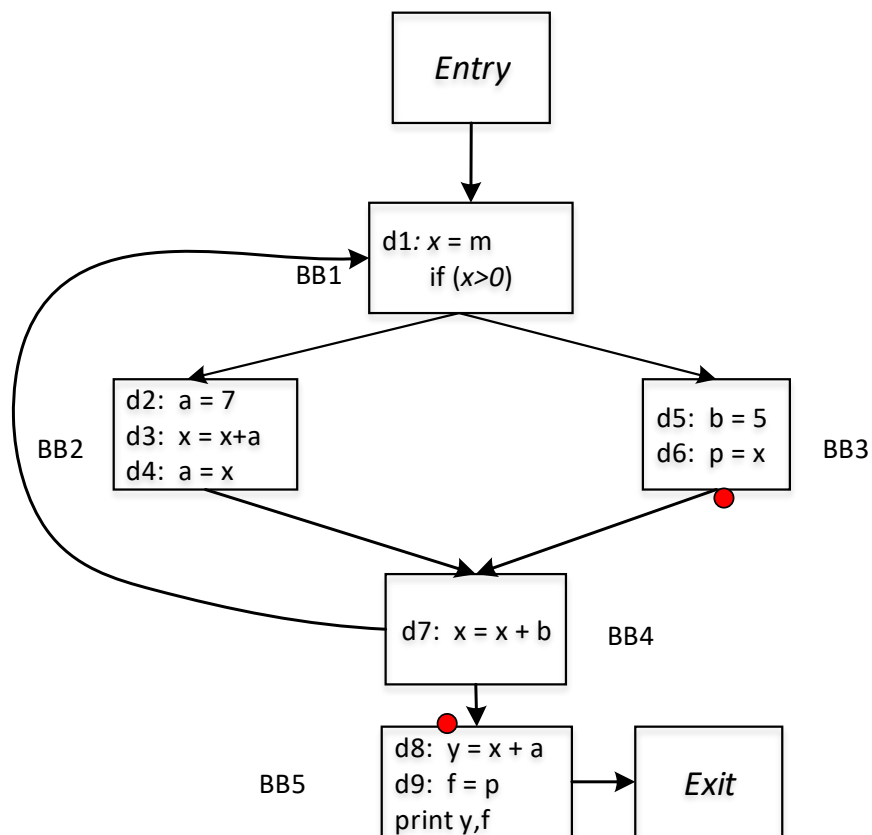 Entry
d1: x = m
if (x>0)
BB1
d2: a = 7
d3: x = x+a
d4: a = x
BB2
d5: b = 5
d6: p = x
BB3
d7: x = x + b
BB4
d8: y = x + a
d9: f = p
print y,f
BB5
Exit